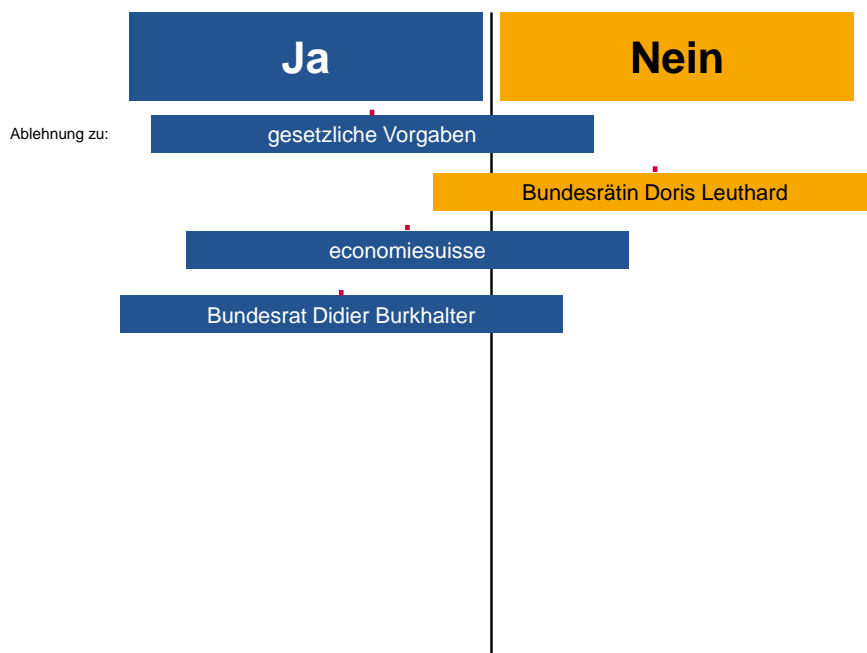 Ja
Nein
Ablehnung zu:
gesetzliche Vorgaben
Bundesrätin Doris Leuthard
economiesuisse
Bundesrat Didier Burkhalter